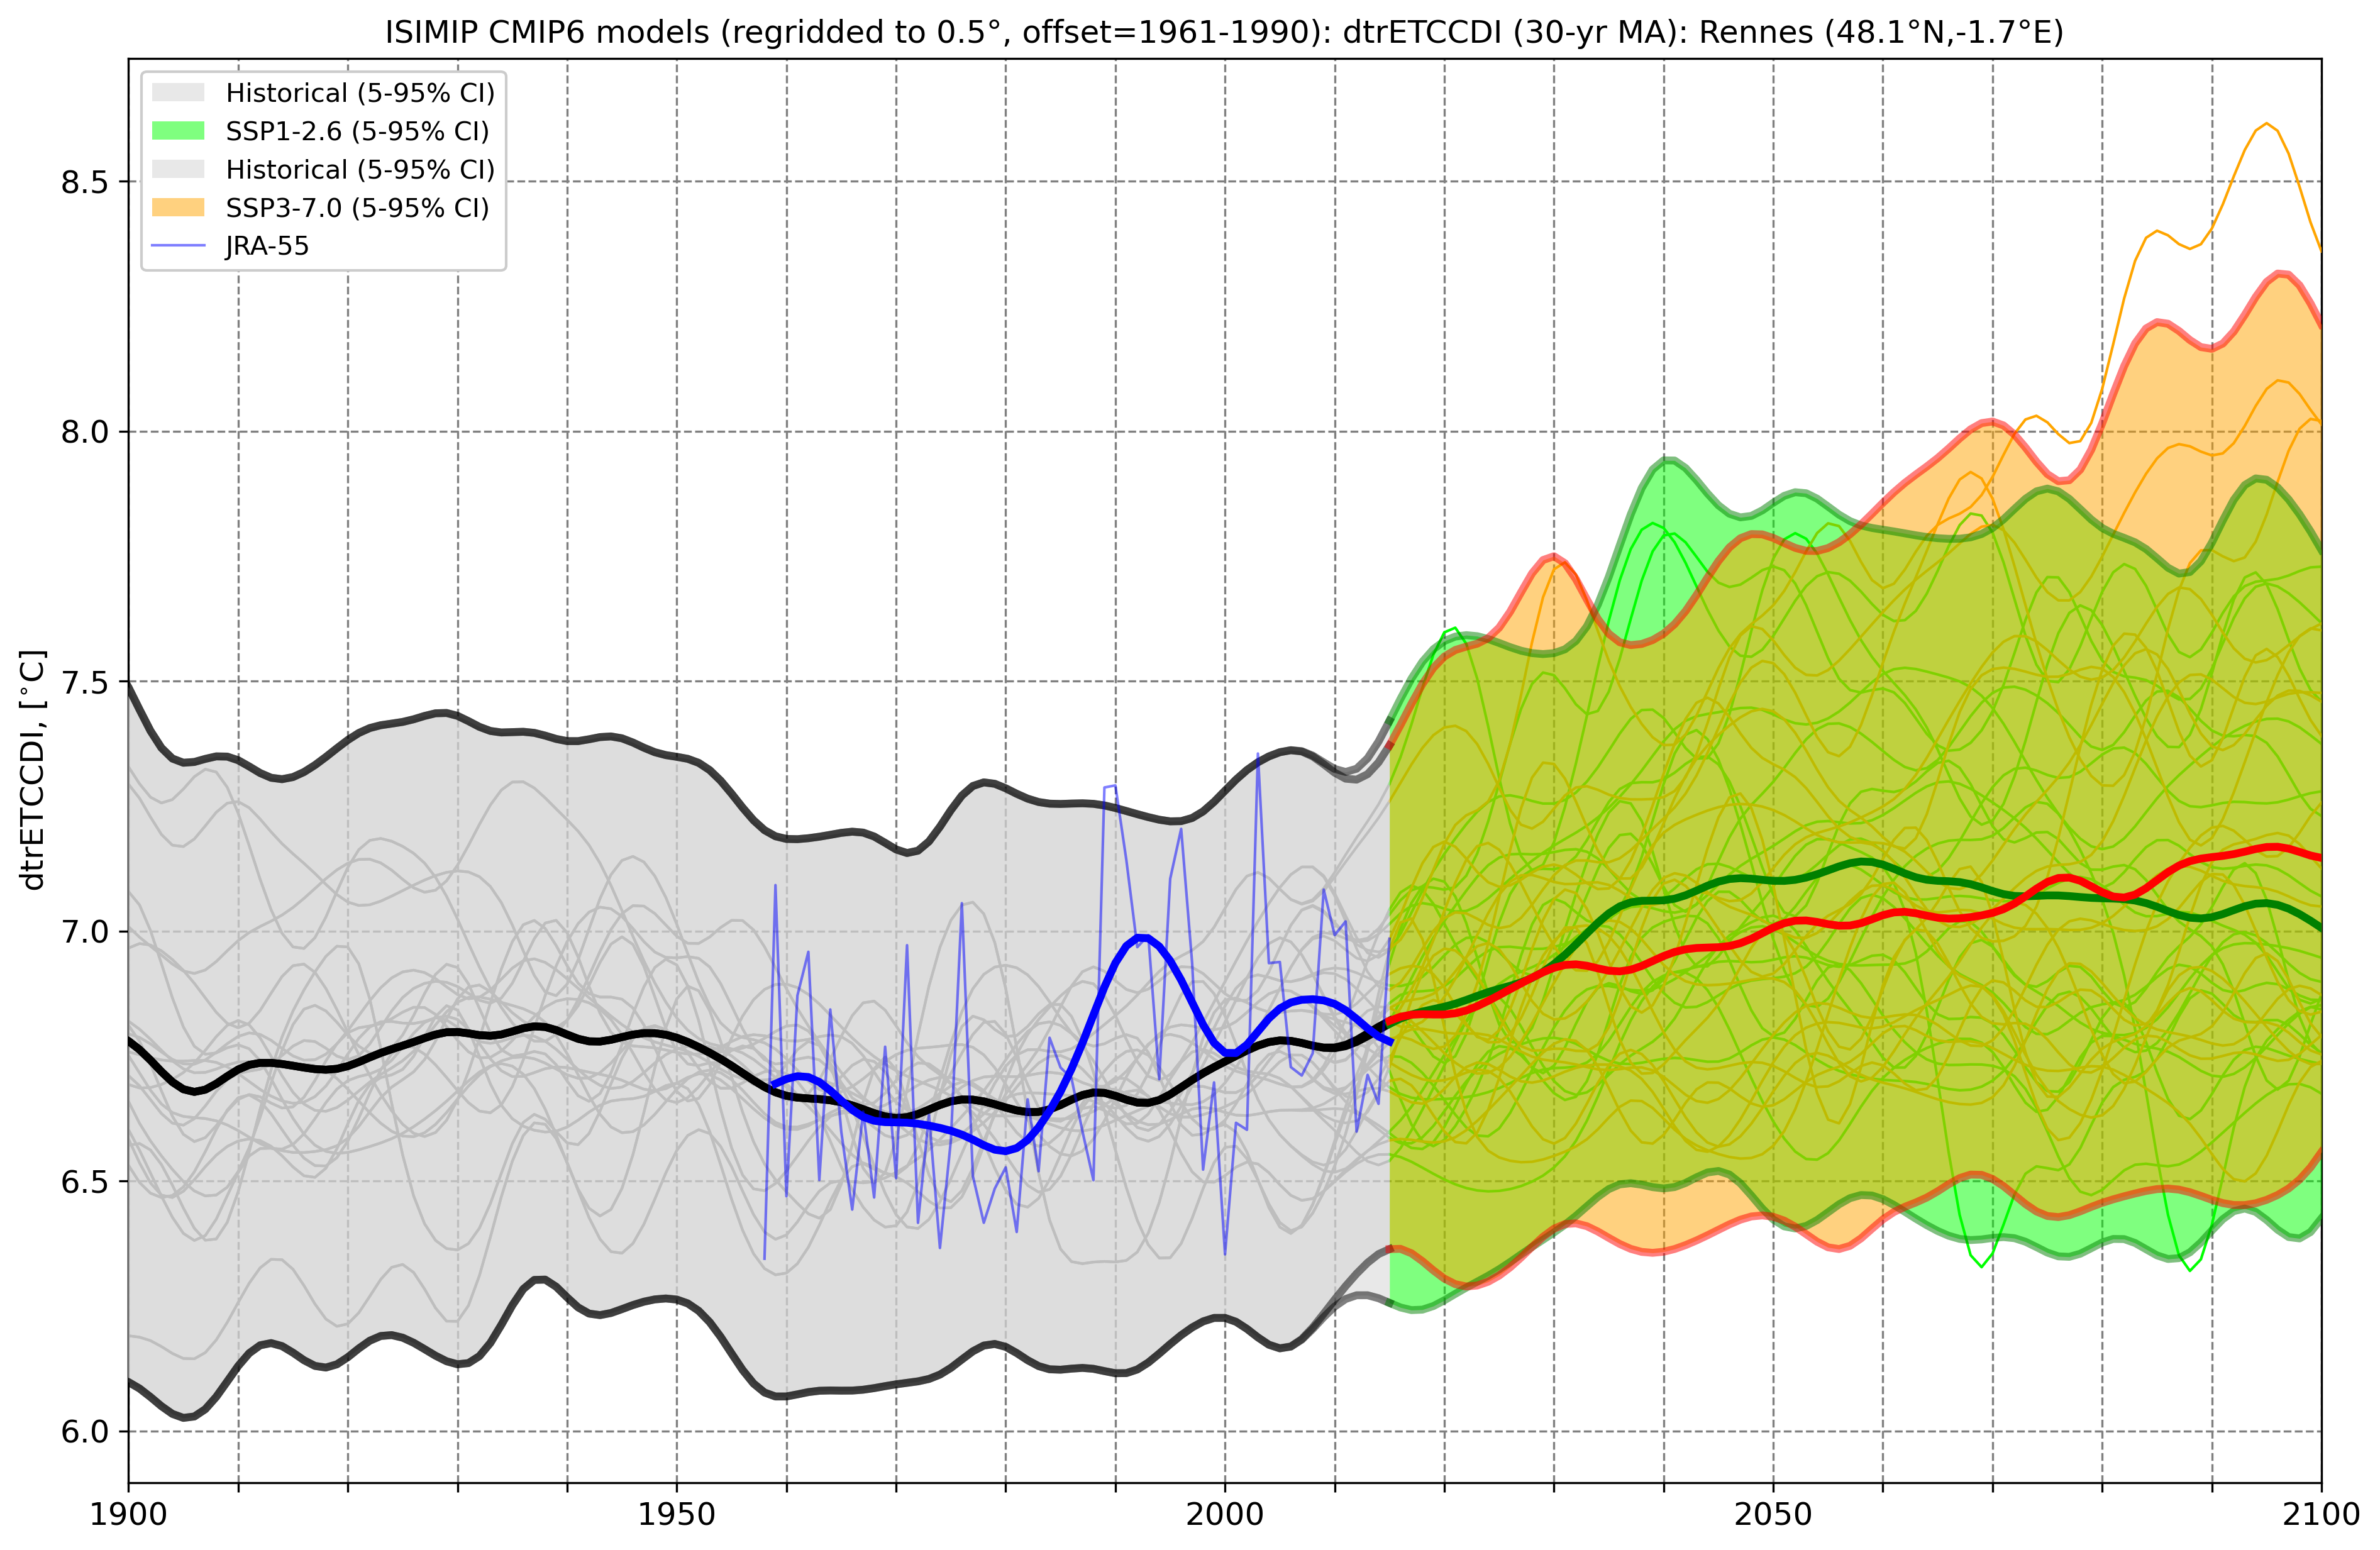 ISIMIP CMIP6 models (regridded to 0.5°, offset=1961-1990): dtrETCCDI (30-yr MA): Rennes (48.1°N,-1.7°E)
Historical (5-95% CI)
SSP1-2.6 (5-95% CI)
Historical (5-95% CI)
SSP3-7.0 (5-95% CI)
JRA-55
dtrETCCDI, [°C]
8.5
8.0
7.5
7.0
6.5
6.0
1900 1950 2000 2050 2100